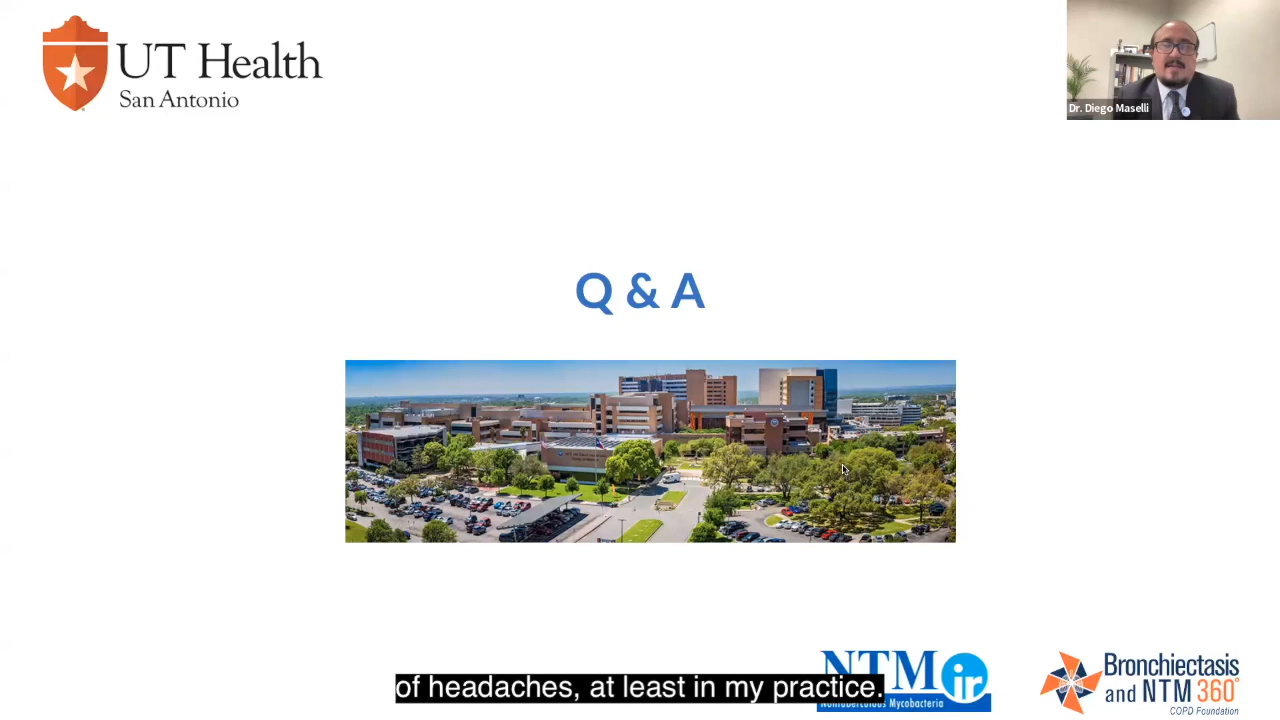 UT Health
San Antonio
Dr. Diego Maselli
Q & A
of headaches, at least in my practice.
NTM
ir
Nontuberculous Mycobacteria
Bronchiectasis
and NTM 360°
COPD Foundation